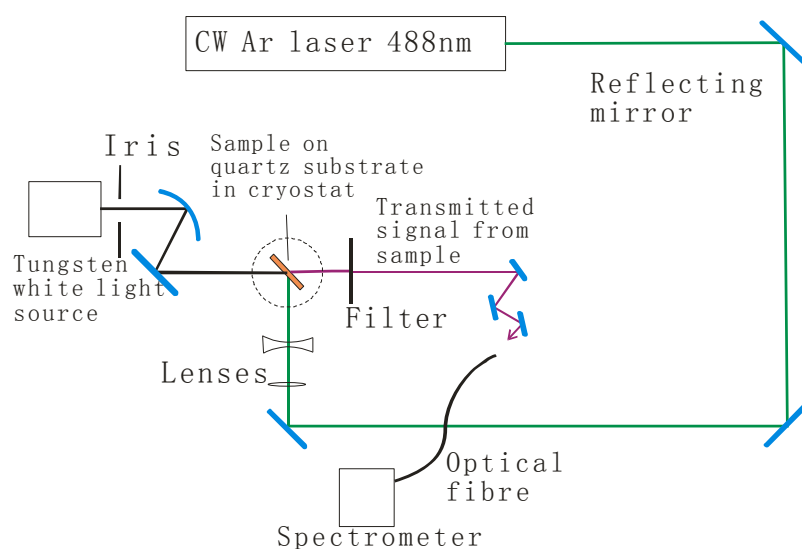 CW Ar laser 488nm
Reflecting
mirror
Iris
Sample on
quartz substrate
in cryostat
Transmitted
signal from
sample
Tungsten
white light
source
Filter
Lenses
Optical
fibre
Spectrometer